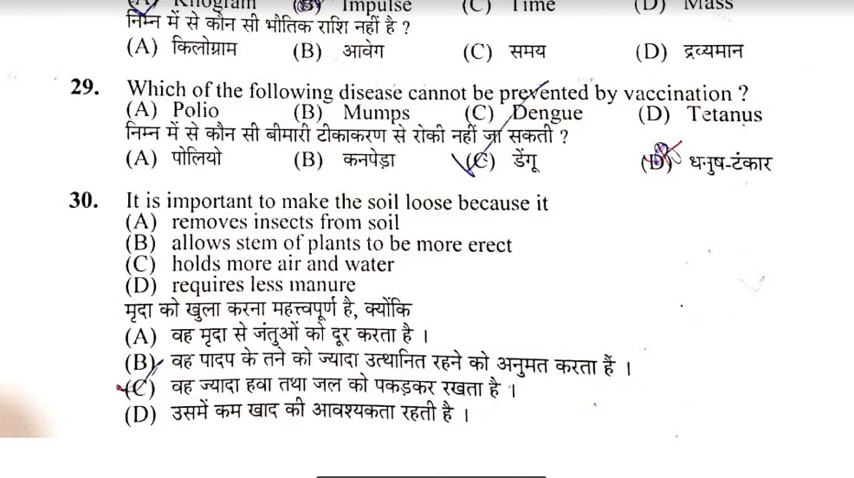 (A) Kilogram (B) Impulse (C) Time (D) Mass
निम्न में से कौन सी भौतिक राशि नहीं है ?
(A) किलोग्राम (B) आवेग (C) समय (D) द्रव्यमान
29. Which of the following disease cannot be prevented by vaccination ?
(A) Polio (B) Mumps (C) Dengue (D) Tetanus
निम्न में से कौन सी बीमारी टीकाकरण से रोकी नहीं जा सकती ?
(A) पोलियो (B) कनपेड़ा (C) डेंगू (D) धनुष-टंकार
30. It is important to make the soil loose because it
(A) removes insects from soil
(B) allows stem of plants to be more erect
(C) holds more air and water
(D) requires less manure
मृदा को खुला करना महत्त्वपूर्ण है, क्योंकि
(A) वह मृदा से जंतुओं को दूर करता है ।
(B) वह पादप के तने को ज्यादा उत्थानित रहने को अनुमत करता हैं ।
(C) वह ज्यादा हवा तथा जल को पकड़कर रखता है ।
(D) उसमें कम खाद की आवश्यकता रहती है ।